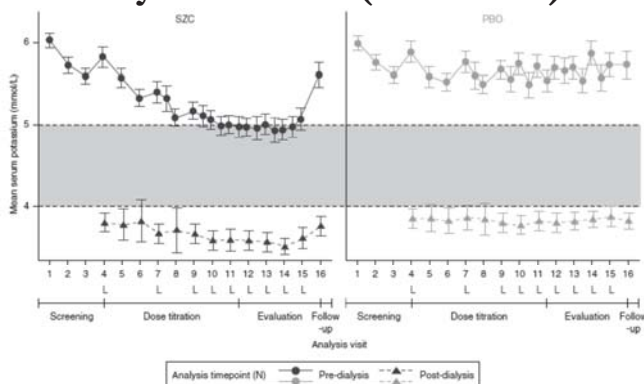 SZC
PBO
Mean serum potassium (mmol/L)
6
5
4
1 2 3 4 5 6 7 8 9 10 11 12 13 14 15 16
L L L L L L L L L
1 2 3 4 5 6 7 8 9 10 11 12 13 14 15 16
L L L L L L L L L
Screening Dose titration Evaluation Follow
-up
Screening Dose titration Evaluation Follow
-up
Analysis visit
Analysis timepoint (N) Pre-dialysis Post-dialysis